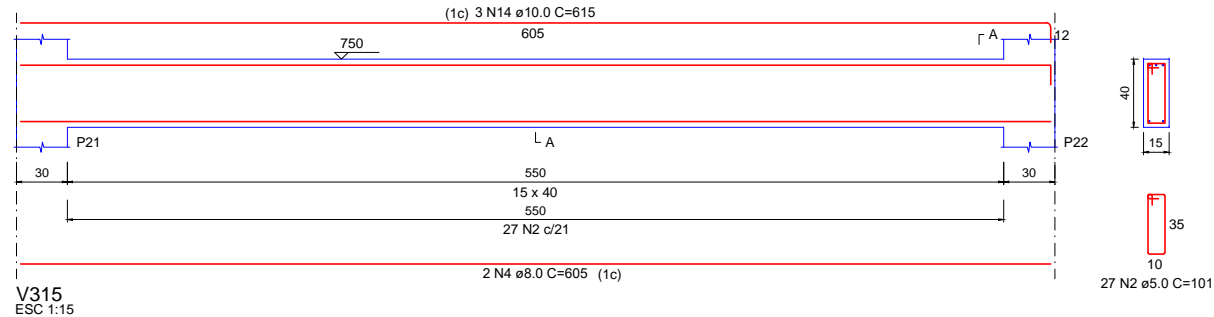 (1c) 3 N14 ø10.0 C=615
605
A
12
750
40
A
P21
P22
15
30
550
30
15 x 40
550
27 N2 c/21
35
10
2 N4 ø8.0 C=605 (1c)
27 N2 ø5.0 C=101
V315
ESC 1:15